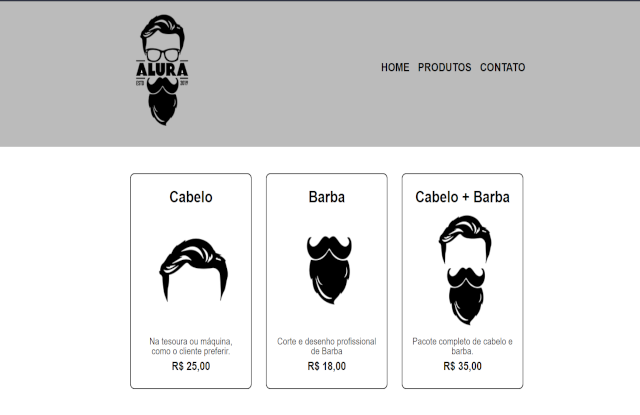 ALURA
ESTD 2019
HOME PRODUTOS CONTATO
Cabelo
Na tesoura ou máquina,
como o cliente preferir.
R$ 25,00
Barba
Corte e desenho profissional
de Barba
R$ 18,00
Cabelo + Barba
Pacote completo de cabelo e
barba.
R$ 35,00